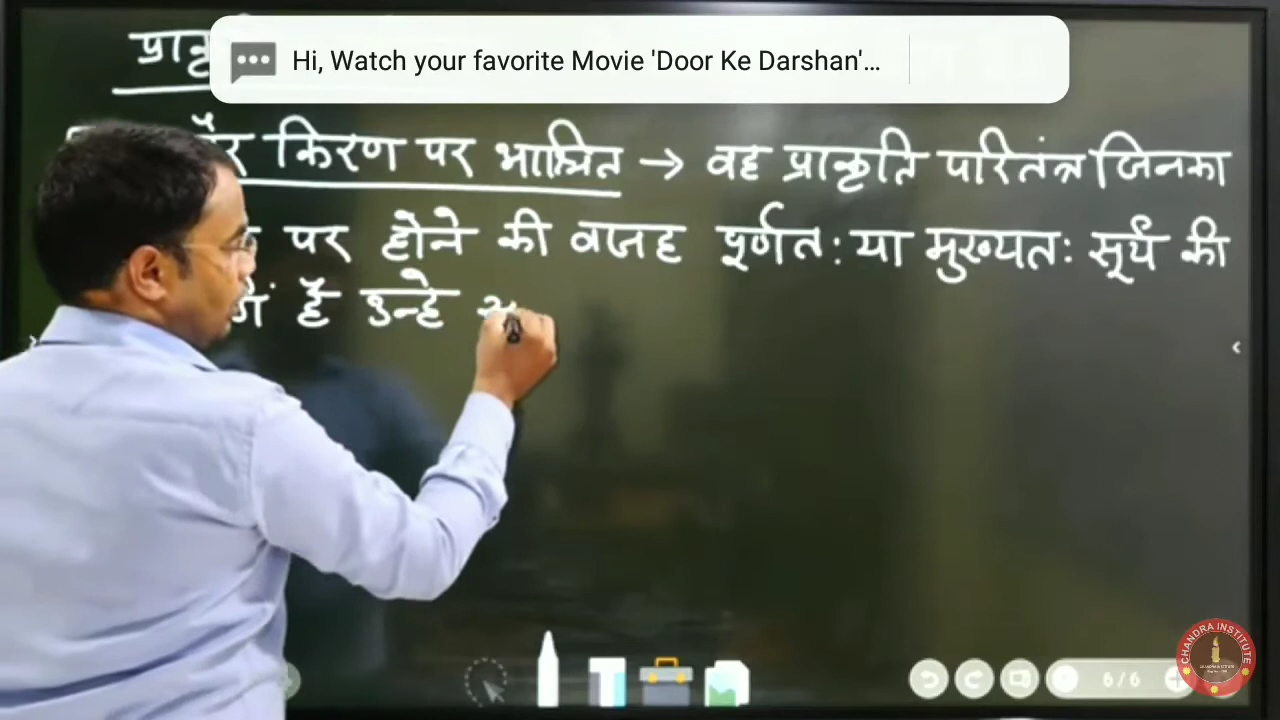 Hi, Watch your favorite Movie 'Door Ke Darshan'...
किरण पर आश्रित → वह प्राकृति परितंत्र जिनका
पर होने की वजह पूर्णत: या मुख्यतः सूर्य की
हैं उन्हे
6/6
CHANDRA INSTITUTE